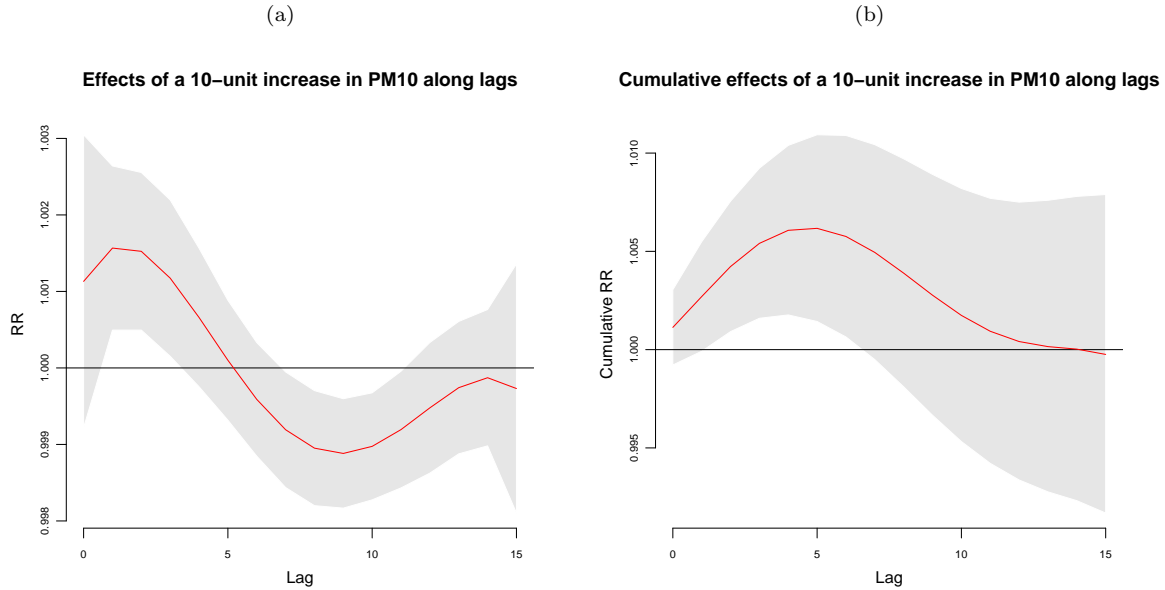 (a)
Effects of a 10−unit increase in PM10 along lags
1.003
1.002
1.001
1.000
0.999
0.998
RR
0 5 10 15
Lag
(b)
Cumulative effects of a 10−unit increase in PM10 along lags
1.010
1.005
1.000
0.995
Cumulative RR
0 5 10 15
Lag